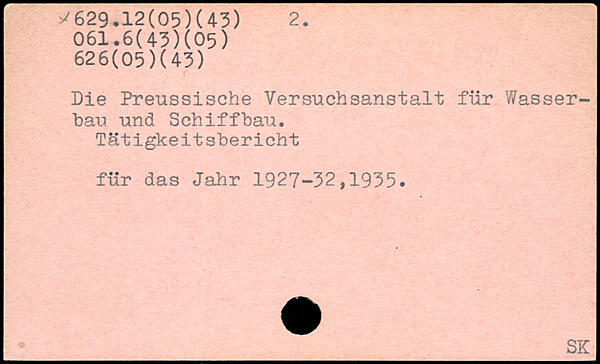 ×629.12(05)(43) 2.
061.6(43)(05)
626(05)(43)
Die Preussische Versuchsanstalt für Wasser-
bau und Schiffbau.
Tätigkeitsbericht
für das Jahr 1927-32,1935.
SK